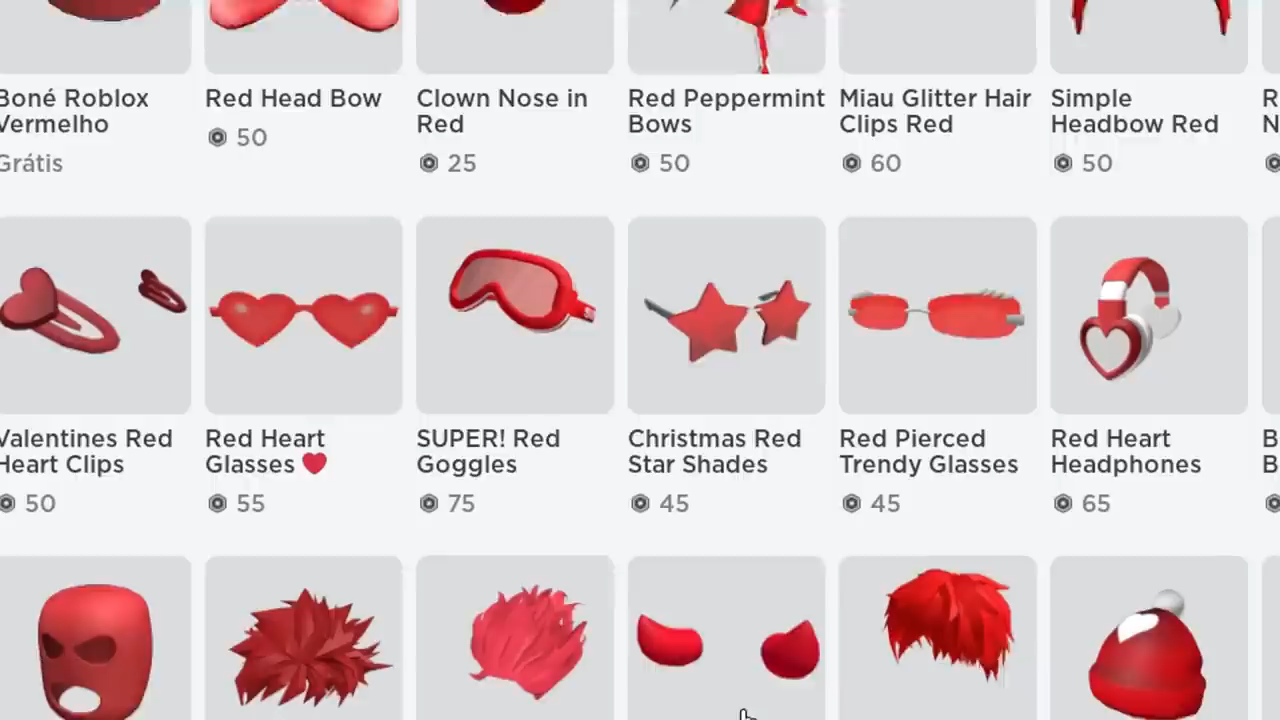 Boné Roblox
Vermelho
Grátis
Red Head Bow
50
Clown Nose in
Red
25
Red Peppermint
Bows
50
Miau Glitter Hair
Clips Red
60
Simple
Headbow Red
50
R
N
Valentines Red
Heart Clips
50
Red Heart
Glasses ❤
55
SUPER! Red
Goggles
75
Christmas Red
Star Shades
45
Red Pierced
Trendy Glasses
45
Red Heart
Headphones
65
B
B